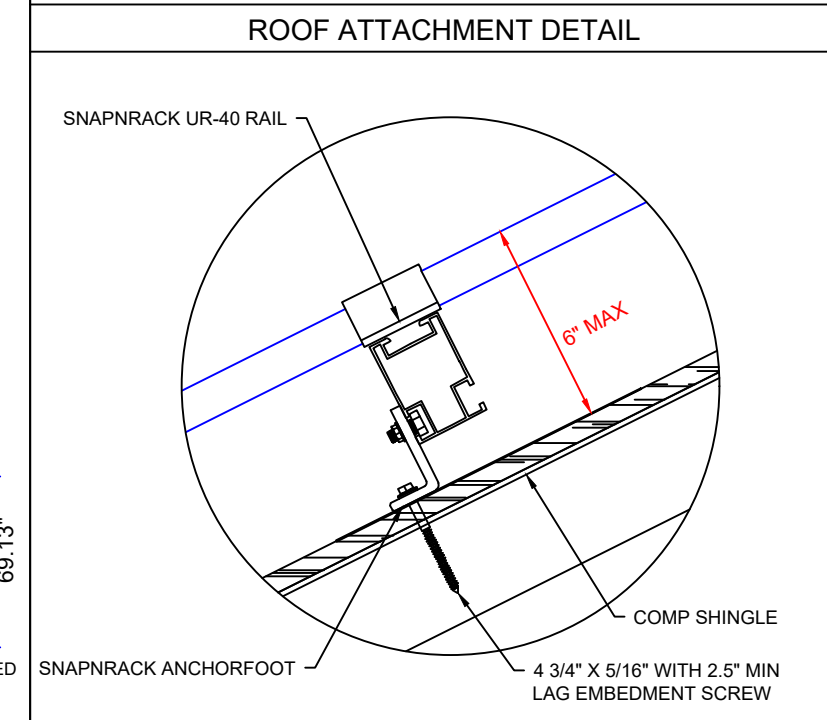 ROOF ATTACHMENT DETAIL
SNAPNRACK UR-40 RAIL
6" MAX
69.13"
COMP SHINGLE
ED
SNAPNRACK ANCHORFOOT
4 3/4" X 5/16" WITH 2.5" MIN
LAG EMBEDMENT SCREW